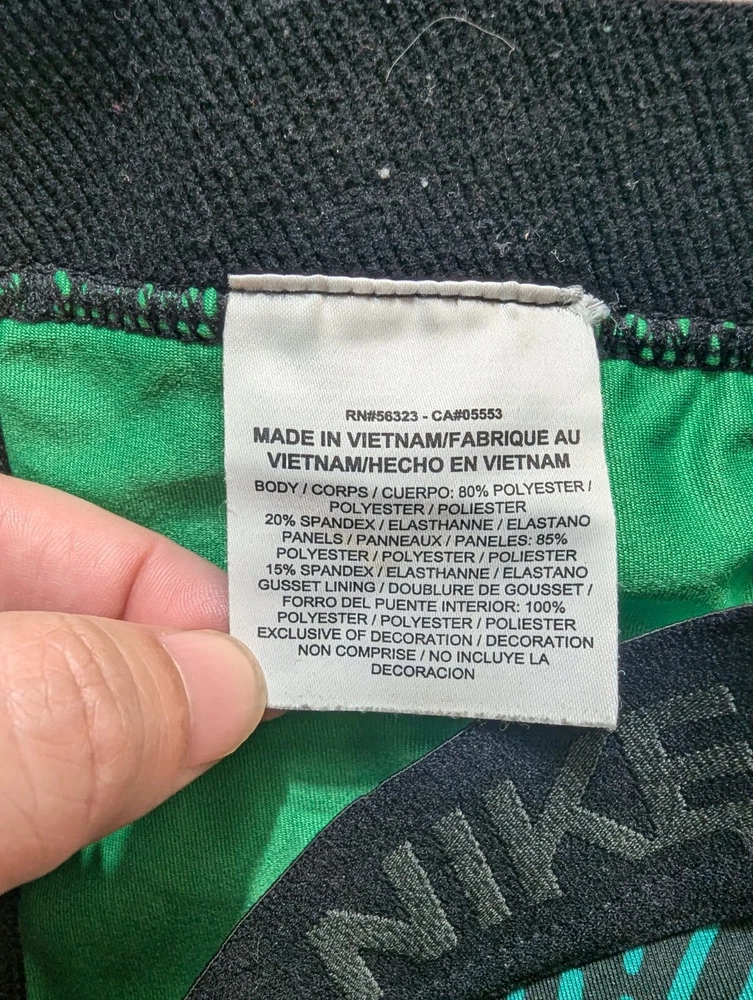 RN#56323 - CA#05553
MADE IN VIETNAM/FABRIQUE AU
VIETNAM/HECHO EN VIETNAM
BODY / CORPS / CUERPO: 80% POLYESTER /
POLYESTER / POLIESTER
20% SPANDEX / ELASTHANNE / ELASTANO
PANELS / PANNEAUX / PANELES: 85%
POLYESTER / POLYESTER / POLIESTER
15% SPANDEX / ELASTHANNE / ELASTANO
GUSSET LINING / DOUBLURE DE GOUSSET /
FORRO DEL PUENTE INTERIOR: 100%
POLYESTER / POLYESTER / POLIESTER
EXCLUSIVE OF DECORATION / DECORATION
NON COMPRISE / NO INCLUYE LA
DECORACION
NIKE